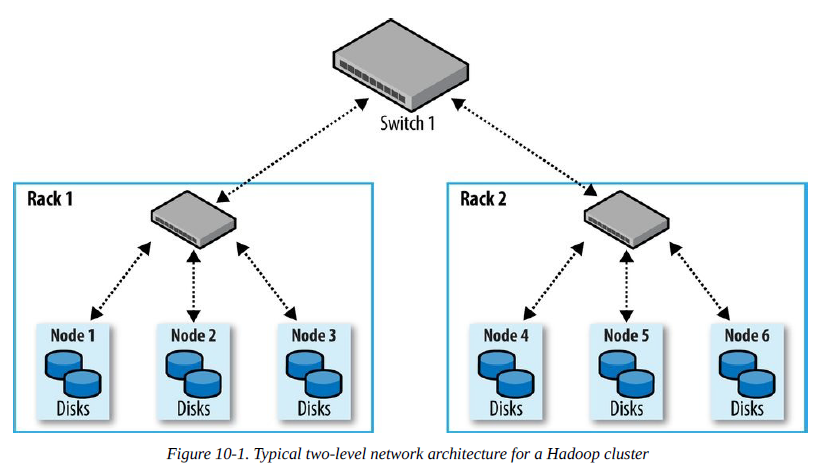 Switch 1
Rack 1
Node 1
Disks
Node 2
Disks
Node 3
Disks
Rack 2
Node 4
Disks
Node 5
Disks
Node 6
Disks
Figure 10-1. Typical two-level network architecture for a Hadoop cluster